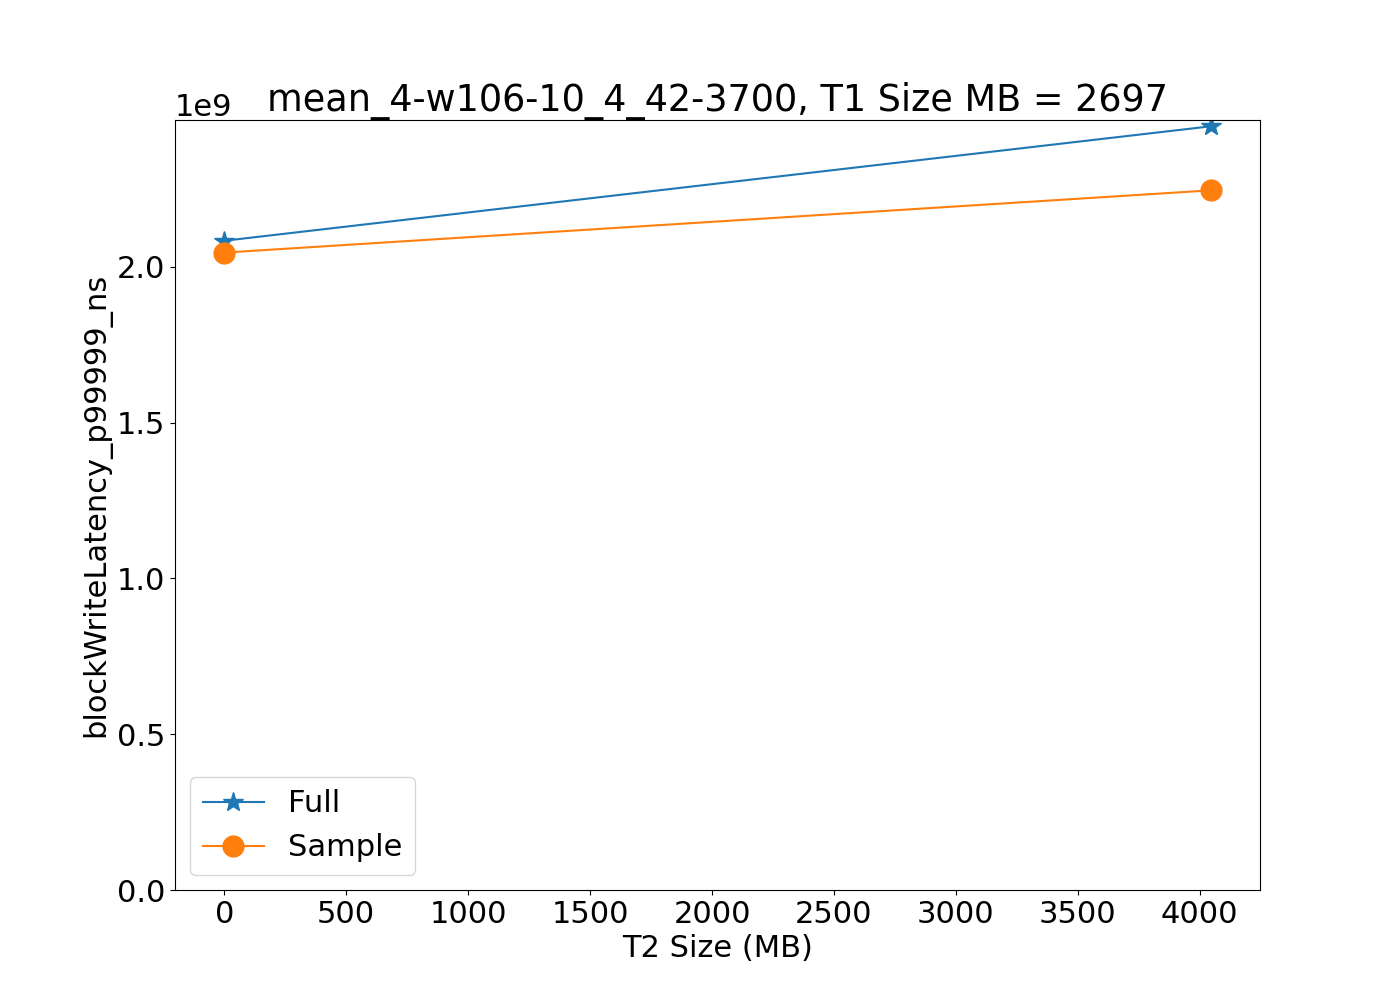 1e9
mean_4-w106-10_4_42-3700, T1 Size MB = 2697
blockWriteLatency_p99999_ns
2.0
1.5
1.0
0.5
0.0
Full
Sample
0 500 1000 1500 2000 2500 3000 3500 4000
T2 Size (MB)